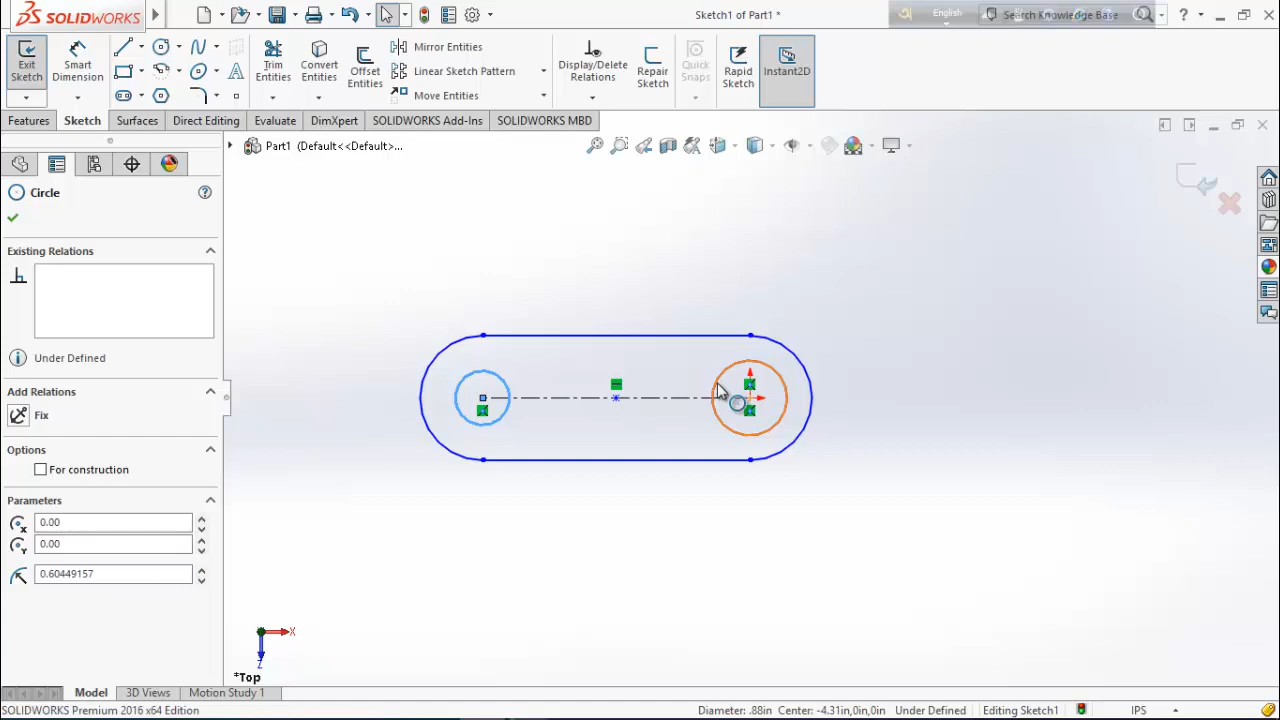 SOLIDWORKS
Sketch1 of Part1 *
English
Search Knowledge Base
?
Exit Sketch
Smart Dimension
Trim Entities
Convert Entities
Offset Entities
Mirror Entities
Linear Sketch Pattern
Move Entities
Display/Delete Relations
Repair Sketch
Quick Snaps
Rapid Sketch
Instant2D
Features
Sketch
Surfaces
Direct Editing
Evaluate
DimXpert
SOLIDWORKS Add-Ins
SOLIDWORKS MBD
Part1 (Default<<Default>...
Circle
Existing Relations
Under Defined
Add Relations
Fix
Options
For construction
Parameters
0.00
0.00
0.60449157
X
Z
*Top
Model
3D Views
Motion Study 1
SOLIDWORKS Premium 2016 x64 Edition
Diameter: .88in Center: -4.31in,0in,0in
Under Defined
Editing Sketch1
IPS